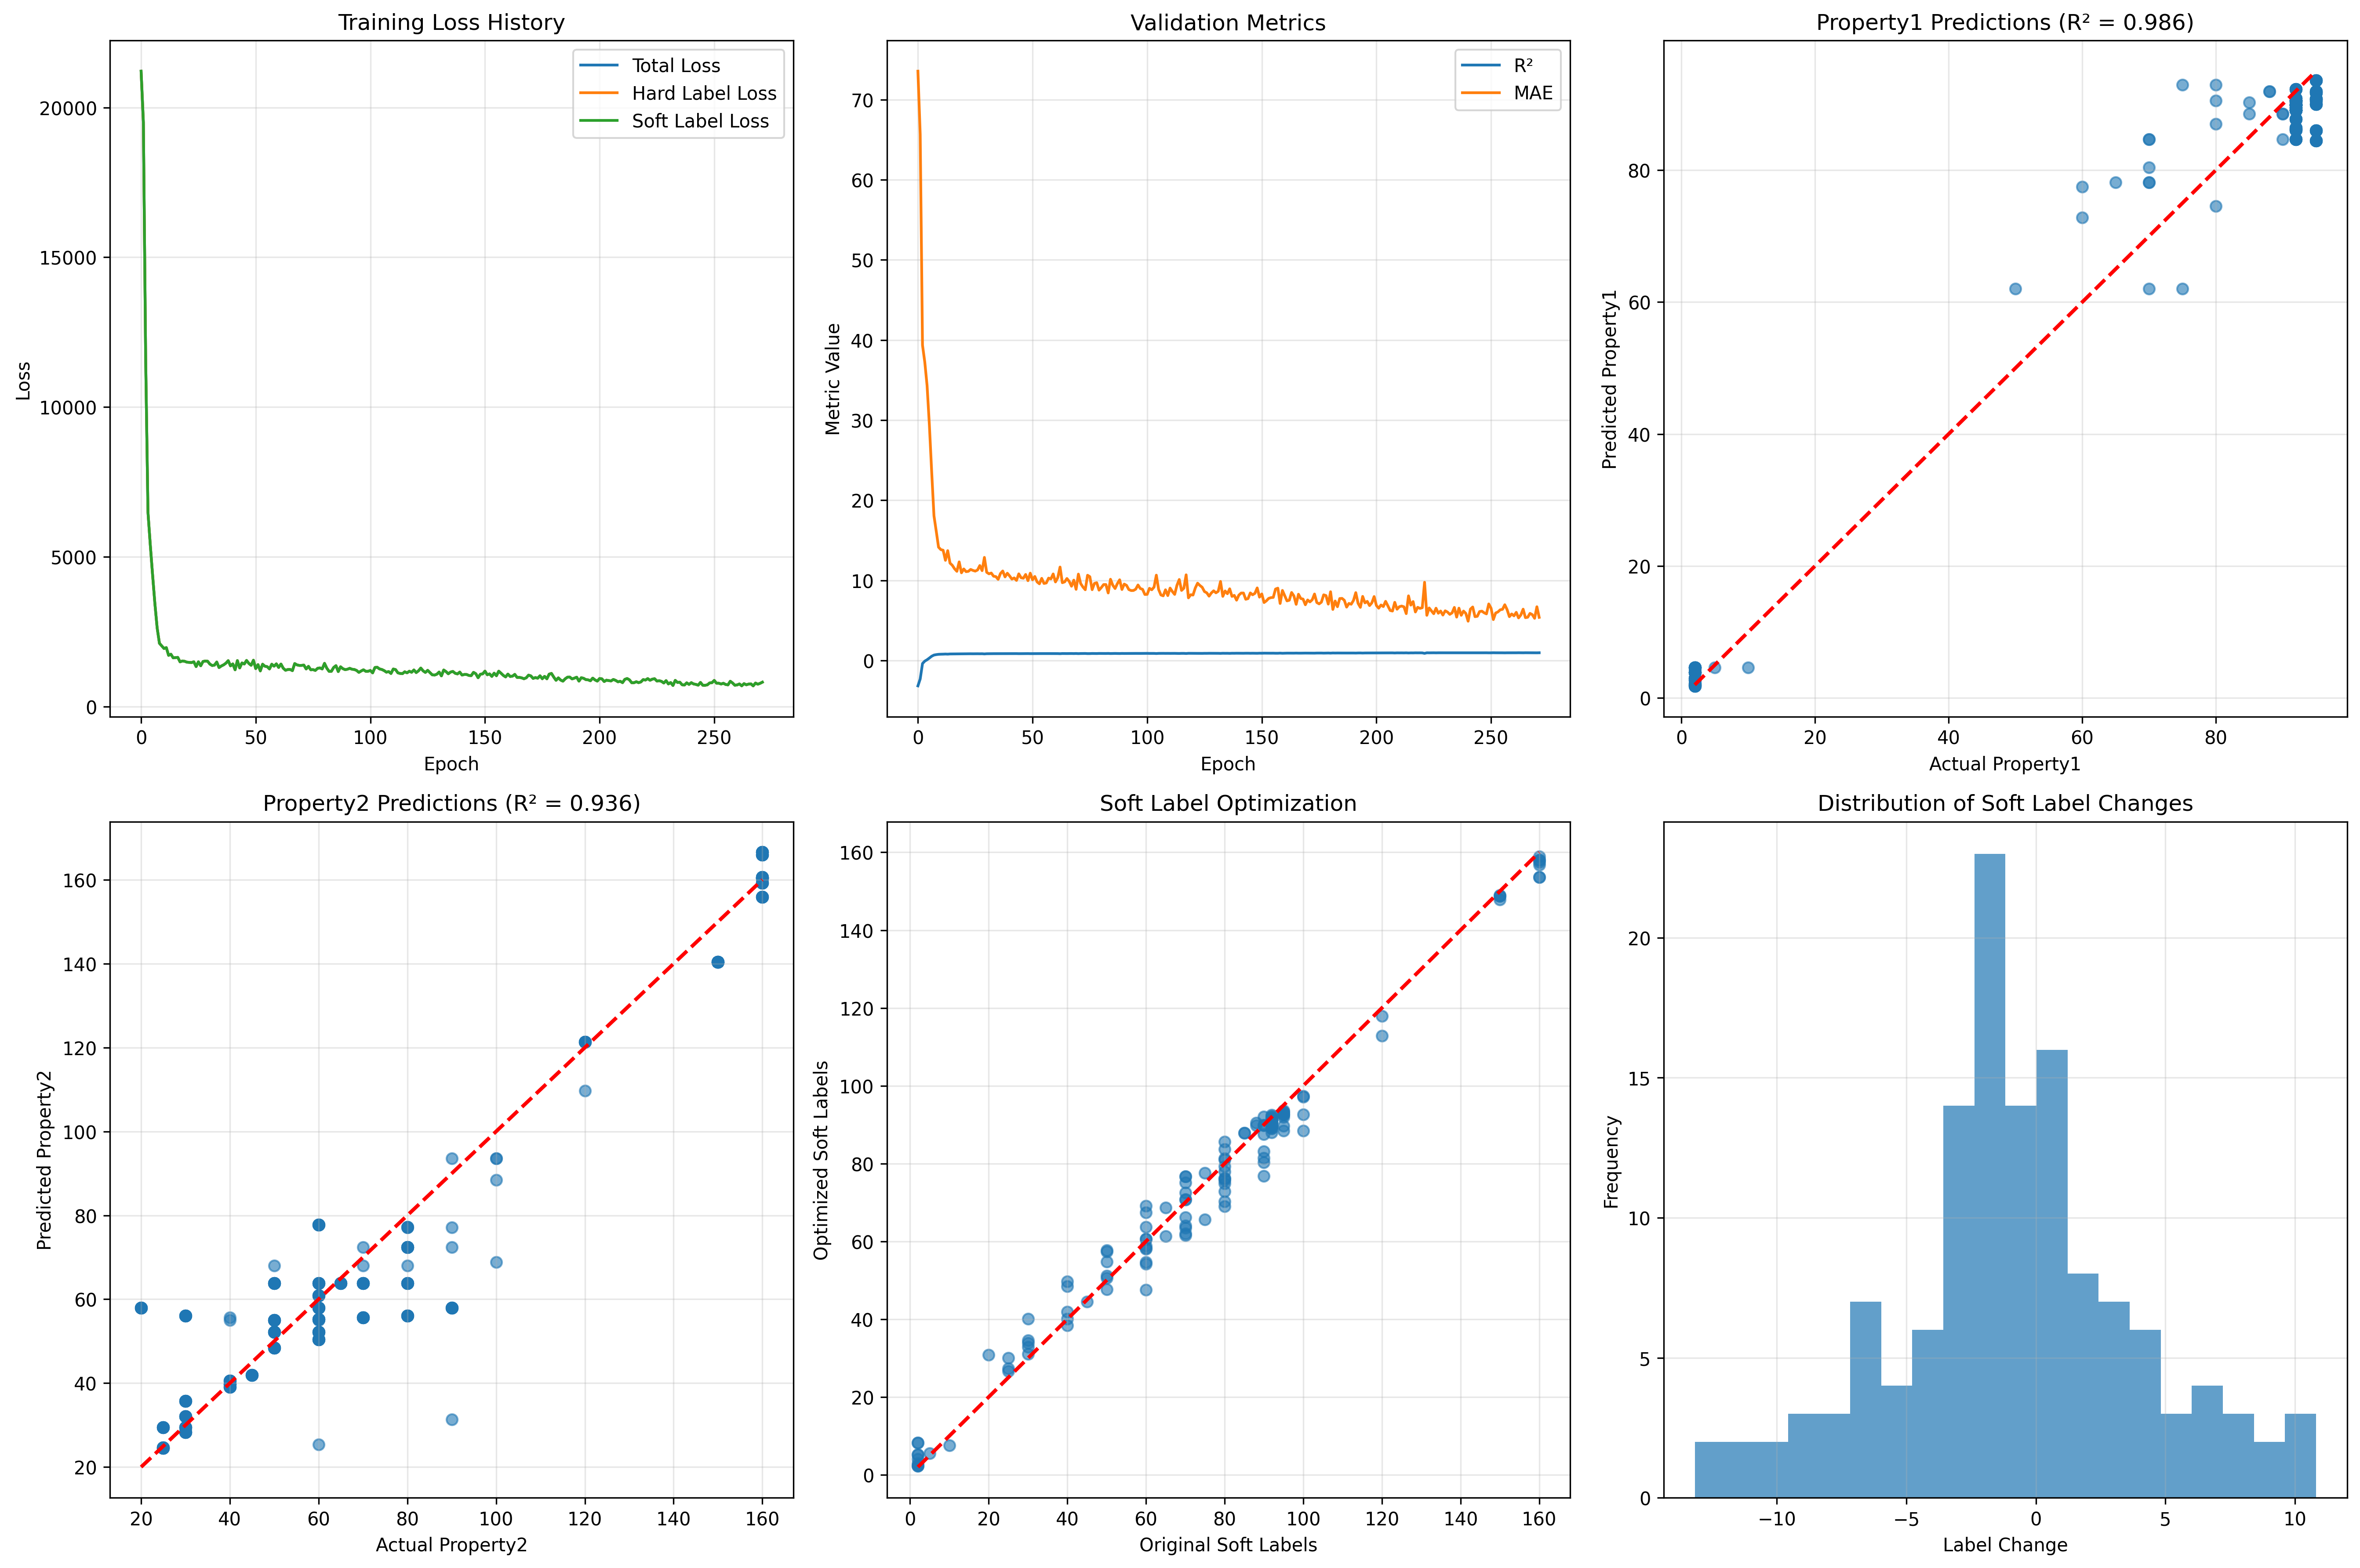 Training Loss History
Total Loss
Hard Label Loss
Soft Label Loss
20000
15000
10000
5000
0
Loss
0 50 100 150 200 250
Epoch
Validation Metrics
R²
MAE
70
60
50
40
30
20
10
0
Metric Value
0 50 100 150 200 250
Epoch
Property1 Predictions (R² = 0.986)
80
60
40
20
0
Predicted Property1
0 20 40 60 80
Actual Property1
Property2 Predictions (R² = 0.936)
160
140
120
100
80
60
40
20
Predicted Property2
20 40 60 80 100 120 140 160
Actual Property2
Soft Label Optimization
160
140
120
100
80
60
40
20
0
Optimized Soft Labels
0 20 40 60 80 100 120 140 160
Original Soft Labels
Distribution of Soft Label Changes
20
15
10
5
0
Frequency
−10 −5 0 5 10
Label Change